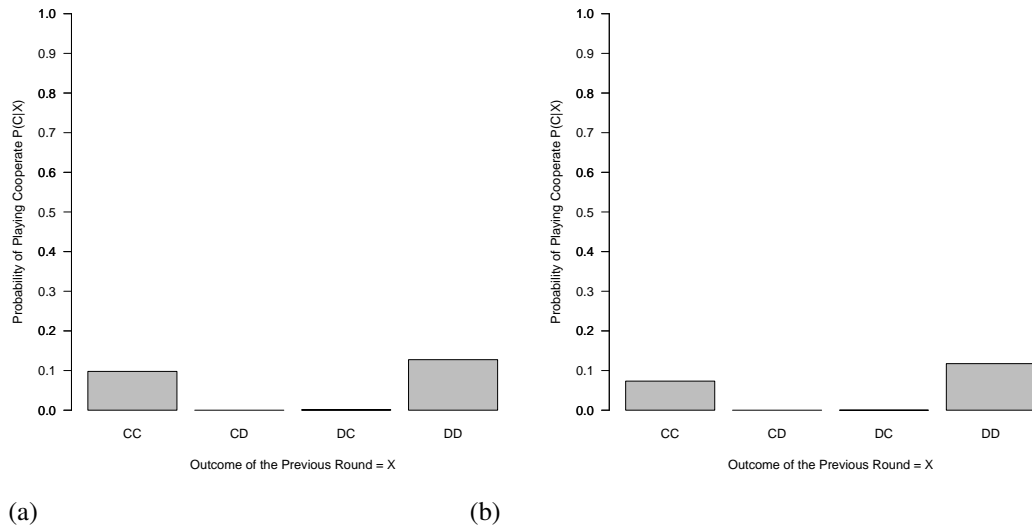 1.0
0.9
0.8
0.7
0.6
0.5
0.4
0.3
0.2
0.1
0.0
Probability of Playing Cooperate P(C|X)
CC CD DC DD
Outcome of the Previous Round = X
(a)
1.0
0.9
0.8
0.7
0.6
0.5
0.4
0.3
0.2
0.1
0.0
Probability of Playing Cooperate P(C|X)
CC CD DC DD
Outcome of the Previous Round = X
(b)